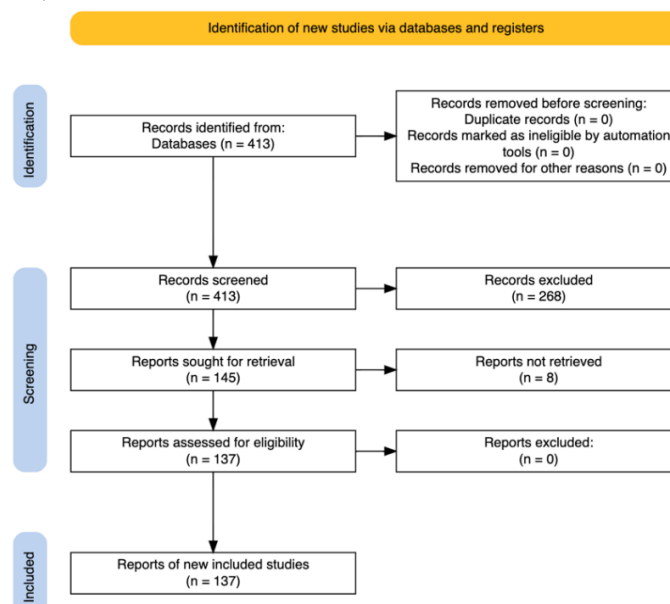 Identification of new studies via databases and registers
Identification
Records identified from:
Databases (n = 413)
Records removed before screening:
Duplicate records (n = 0)
Records marked as ineligible by automation
tools (n = 0)
Records removed for other reasons (n = 0)
Screening
Records screened
(n = 413)
Records excluded
(n = 268)
Reports sought for retrieval
(n = 145)
Reports not retrieved
(n = 8)
Reports assessed for eligibility
(n = 137)
Reports excluded:
(n = 0)
Included
Reports of new included studies
(n = 137)